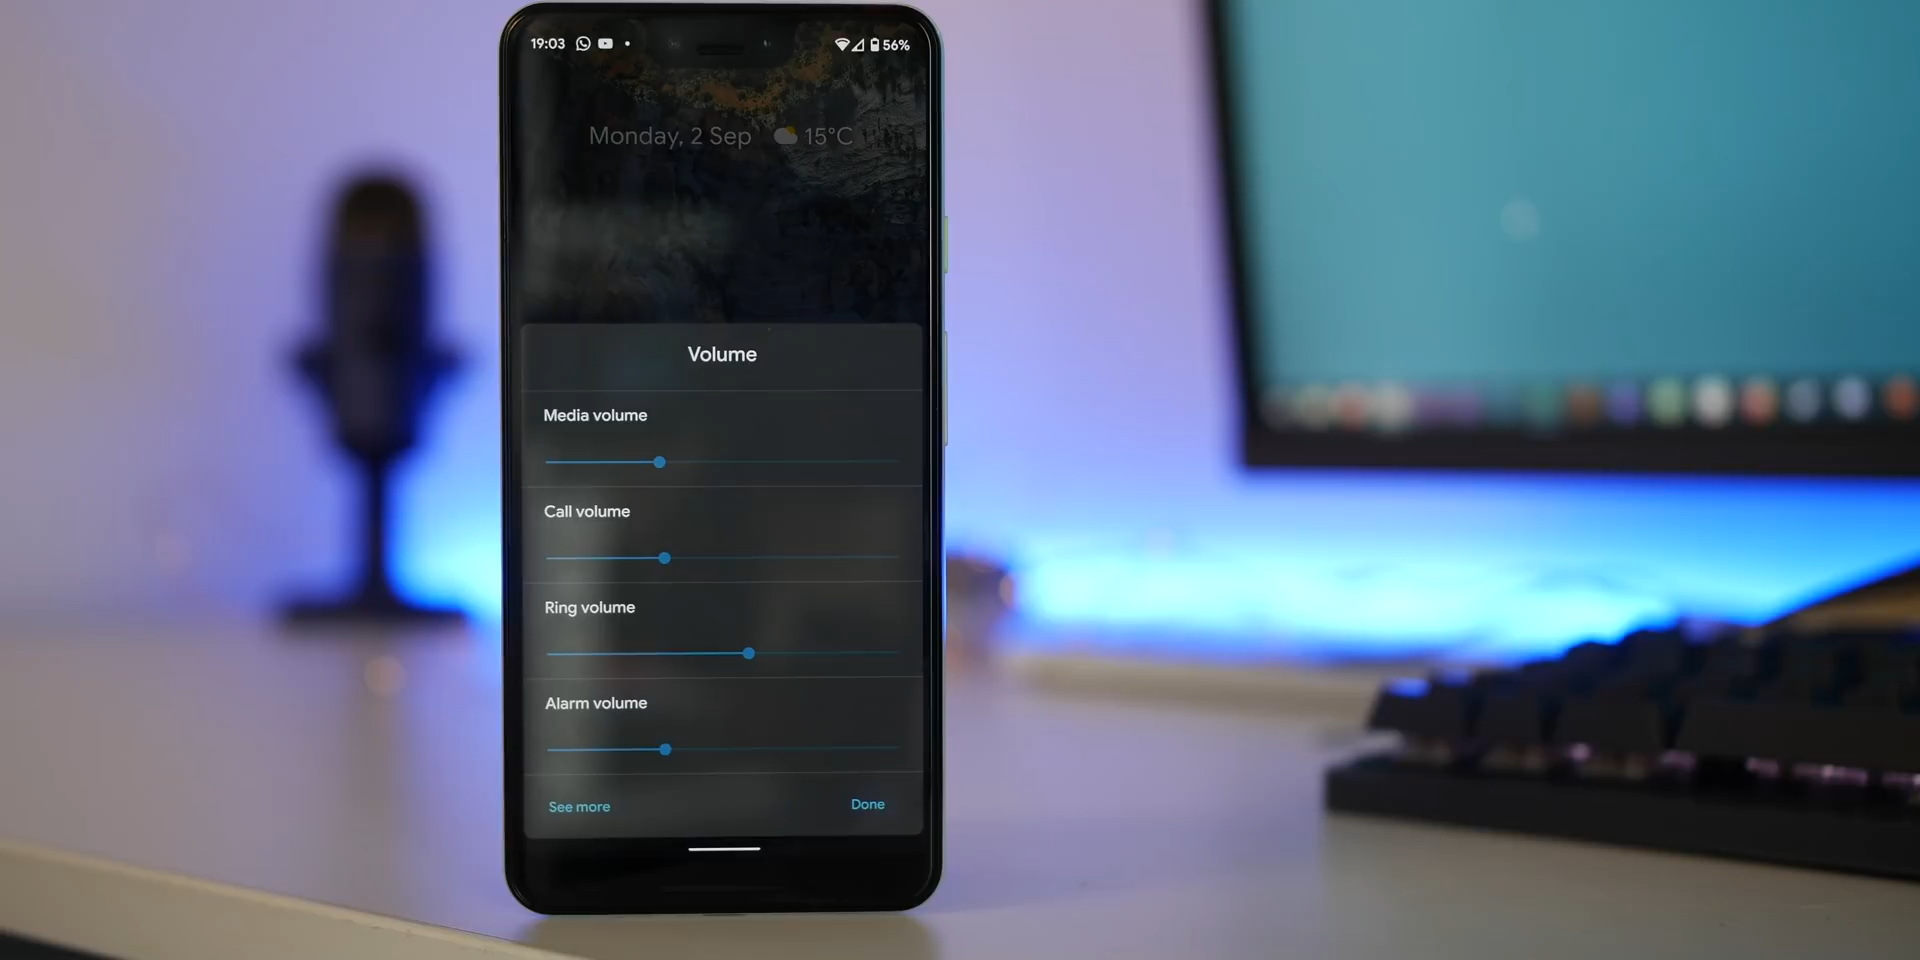 19:03 56%
Monday, 2 Sep 15°C
Volume
Media volume
Call volume
Ring volume
Alarm volume
See more Done